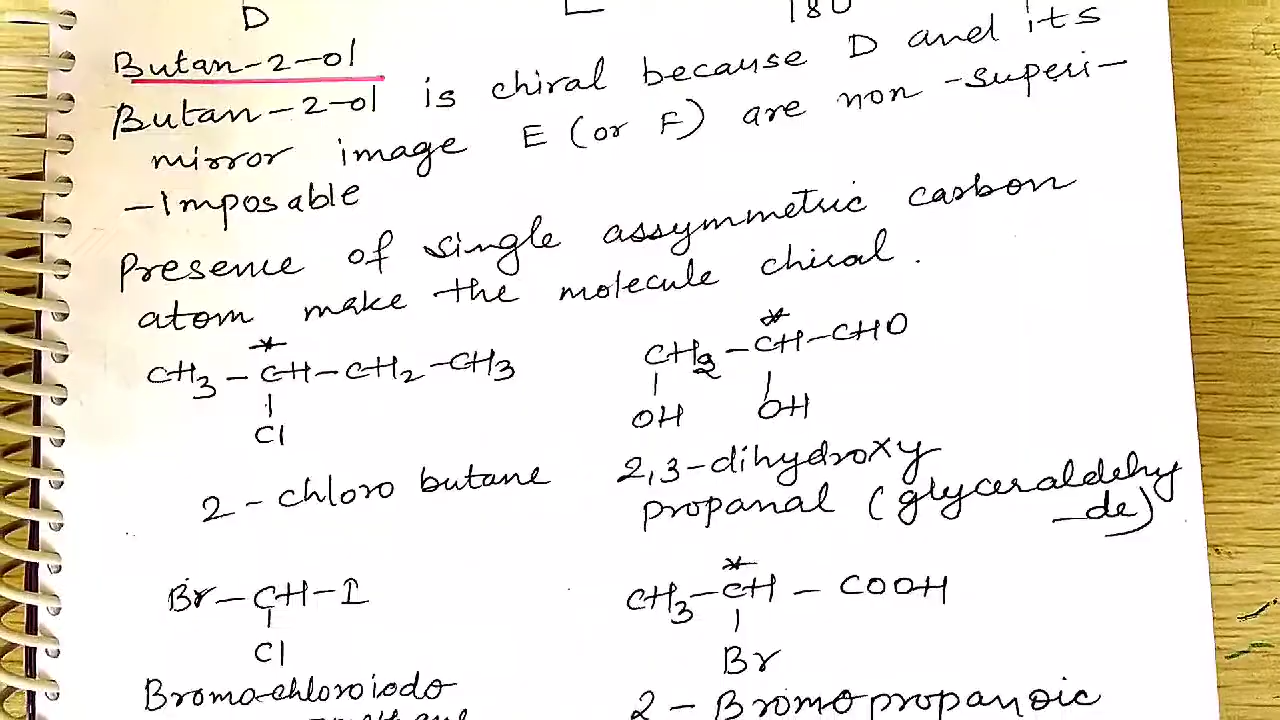 D
180
Butan-2-ol
Butan-2-ol is chiral because D and its
mirror image E (or F) are non-superi-
-Imposable
Presence of single assymmetric carbon
atom make the molecule chiral.
*
CH3-CH-CH2-CH3
Cl
2-chloro butane
*
CH2-CH-CHO
OH OH
2,3-dihydroxy
propanal (glyceraldehy
-de)
Br-CH-I
Cl
Bromochloroiodo
*
CH3-CH-COOH
Br
2-Bromopropanoic